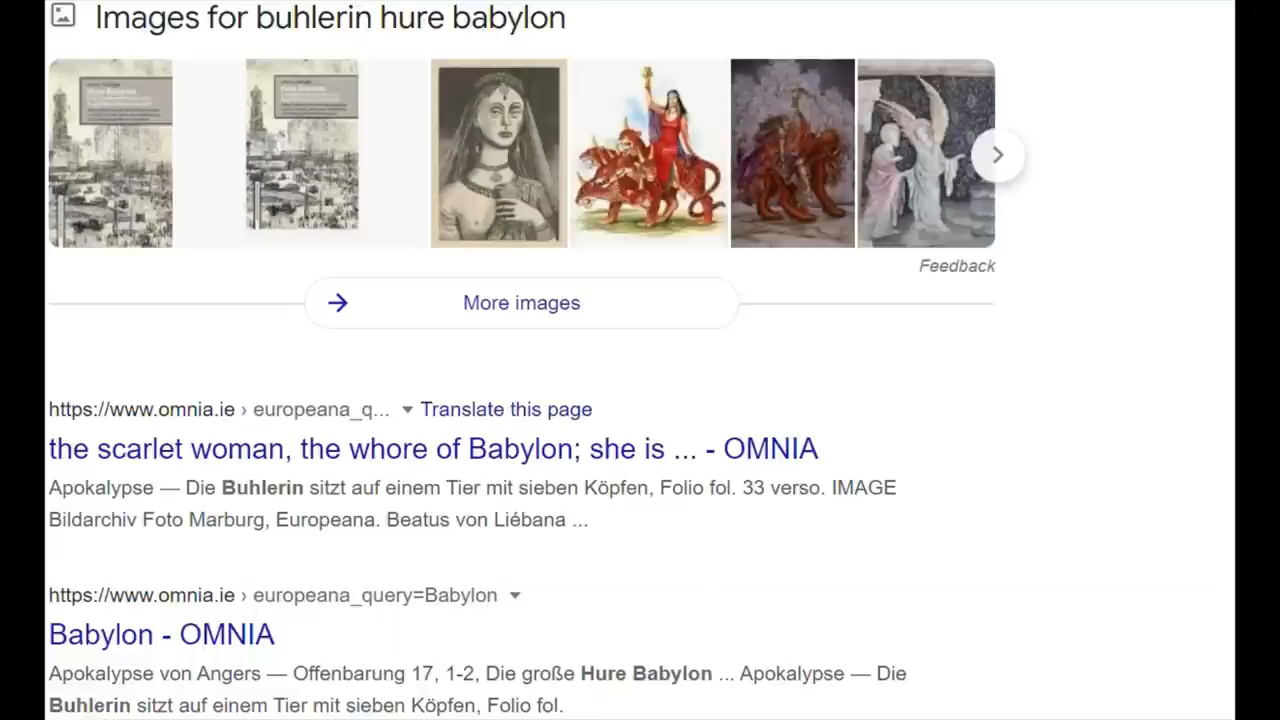 Images for buhlerin hure babylon
Feedback
More images
https://www.omnia.ie › europeana_q... Translate this page
the scarlet woman, the whore of Babylon; she is ... - OMNIA
Apokalypse — Die Buhlerin sitzt auf einem Tier mit sieben Köpfen, Folio fol. 33 verso. IMAGE
Bildarchiv Foto Marburg, Europeana. Beatus von Liébana ...
https://www.omnia.ie › europeana_query=Babylon
Babylon - OMNIA
Apokalypse von Angers — Offenbarung 17, 1-2, Die große Hure Babylon ... Apokalypse — Die
Buhlerin sitzt auf einem Tier mit sieben Köpfen, Folio fol.